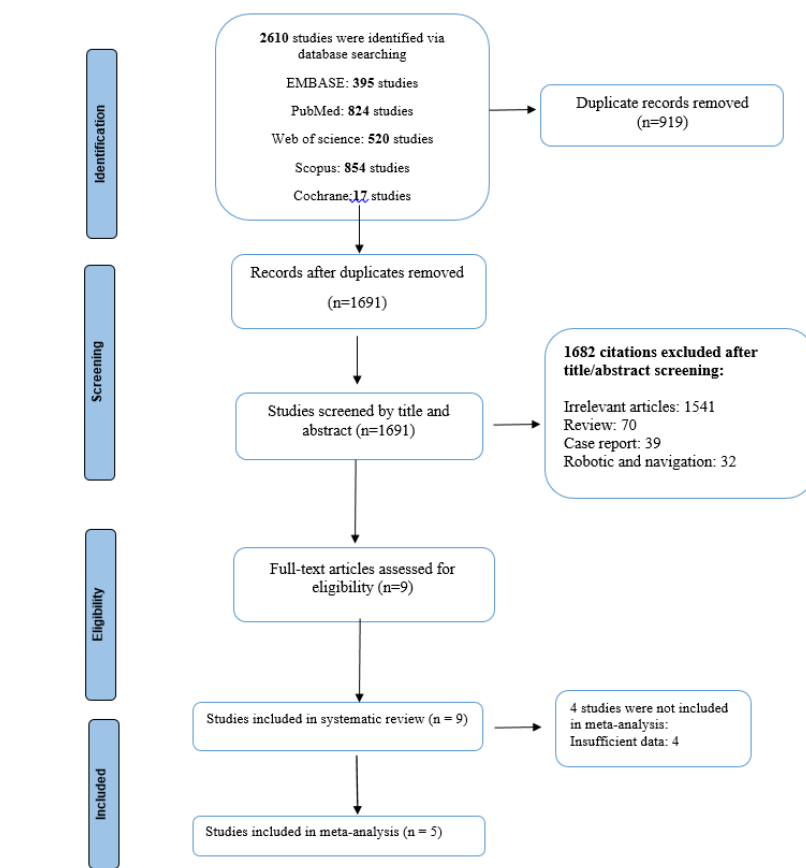 Identification
2610 studies were identified via
database searching
EMBASE: 395 studies
PubMed: 824 studies
Web of science: 520 studies
Scopus: 854 studies
Cochrane:17 studies
Duplicate records removed
(n=919)
Screening
Records after duplicates removed
(n=1691)
Studies screened by title and
abstract (n=1691)
1682 citations excluded after
title/abstract screening:
Irrelevant articles: 1541
Review: 70
Case report: 39
Robotic and navigation: 32
Eligibility
Full-text articles assessed for
eligibility (n=9)
Included
Studies included in systematic review (n = 9)
4 studies were not included
in meta-analysis:
Insufficient data: 4
Studies included in meta-analysis (n = 5)